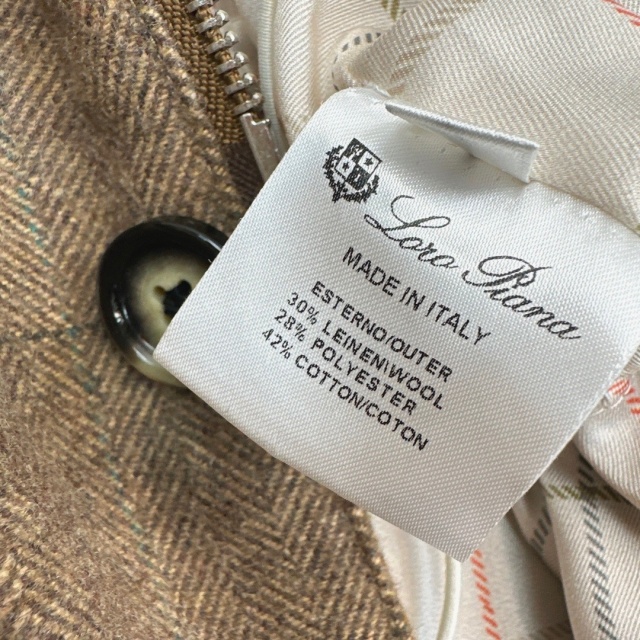 Loro Piana
MADE IN ITALY
ESTERNO/OUTER
30% LEINEN\WOOL
28% POLYESTER
42% COTTON/COTON